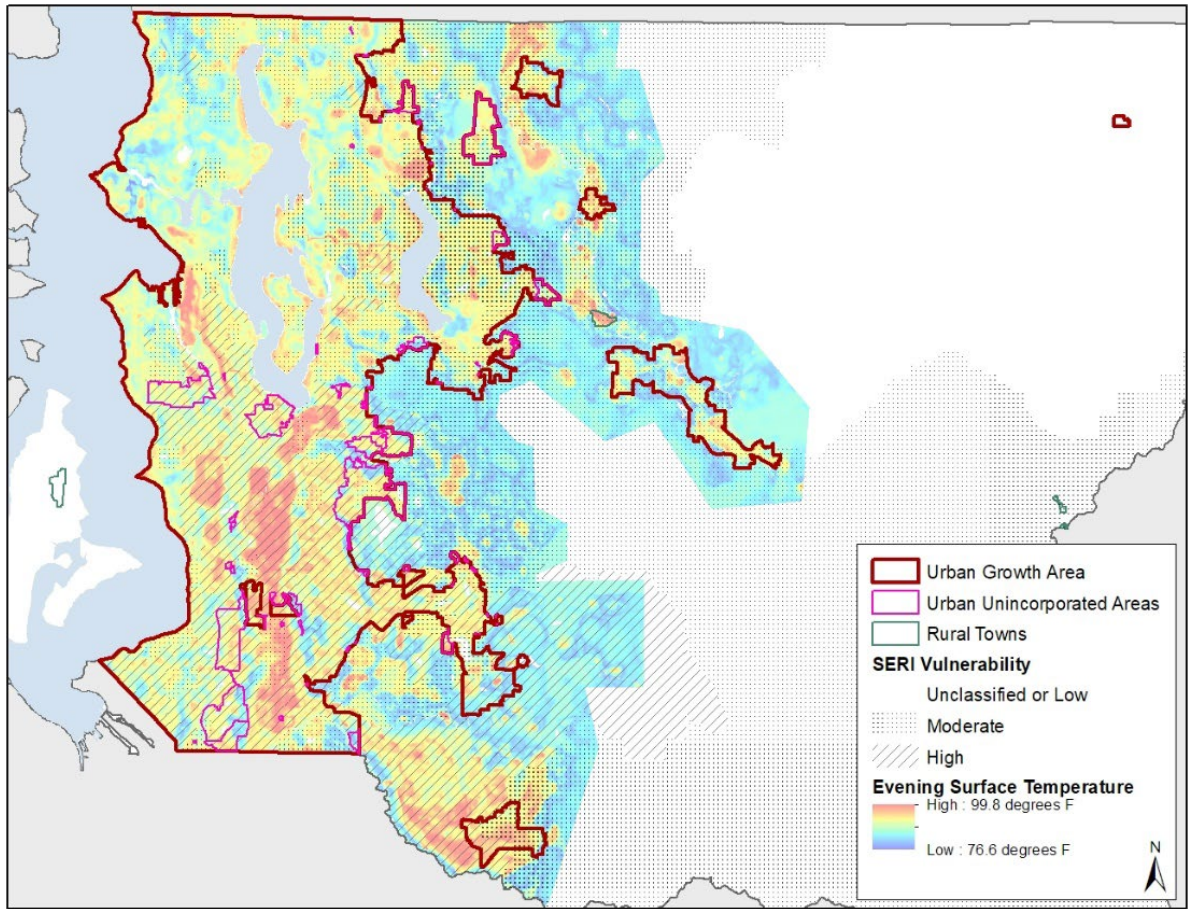 Urban Growth Area
Urban Unincorporated Areas
Rural Towns
SERI Vulnerability
Unclassified or Low
Moderate
High
Evening Surface Temperature
High : 99.8 degrees F
Low : 76.6 degrees F
N